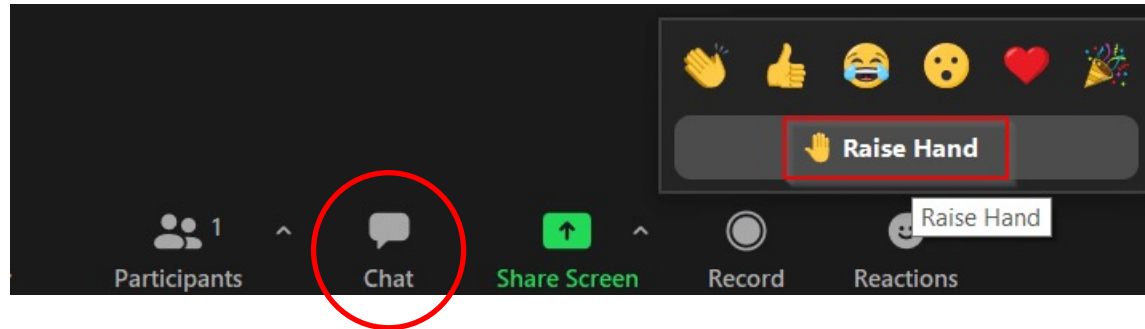 Raise Hand
Raise Hand
1
Participants
Chat
Share Screen
Record
Reactions